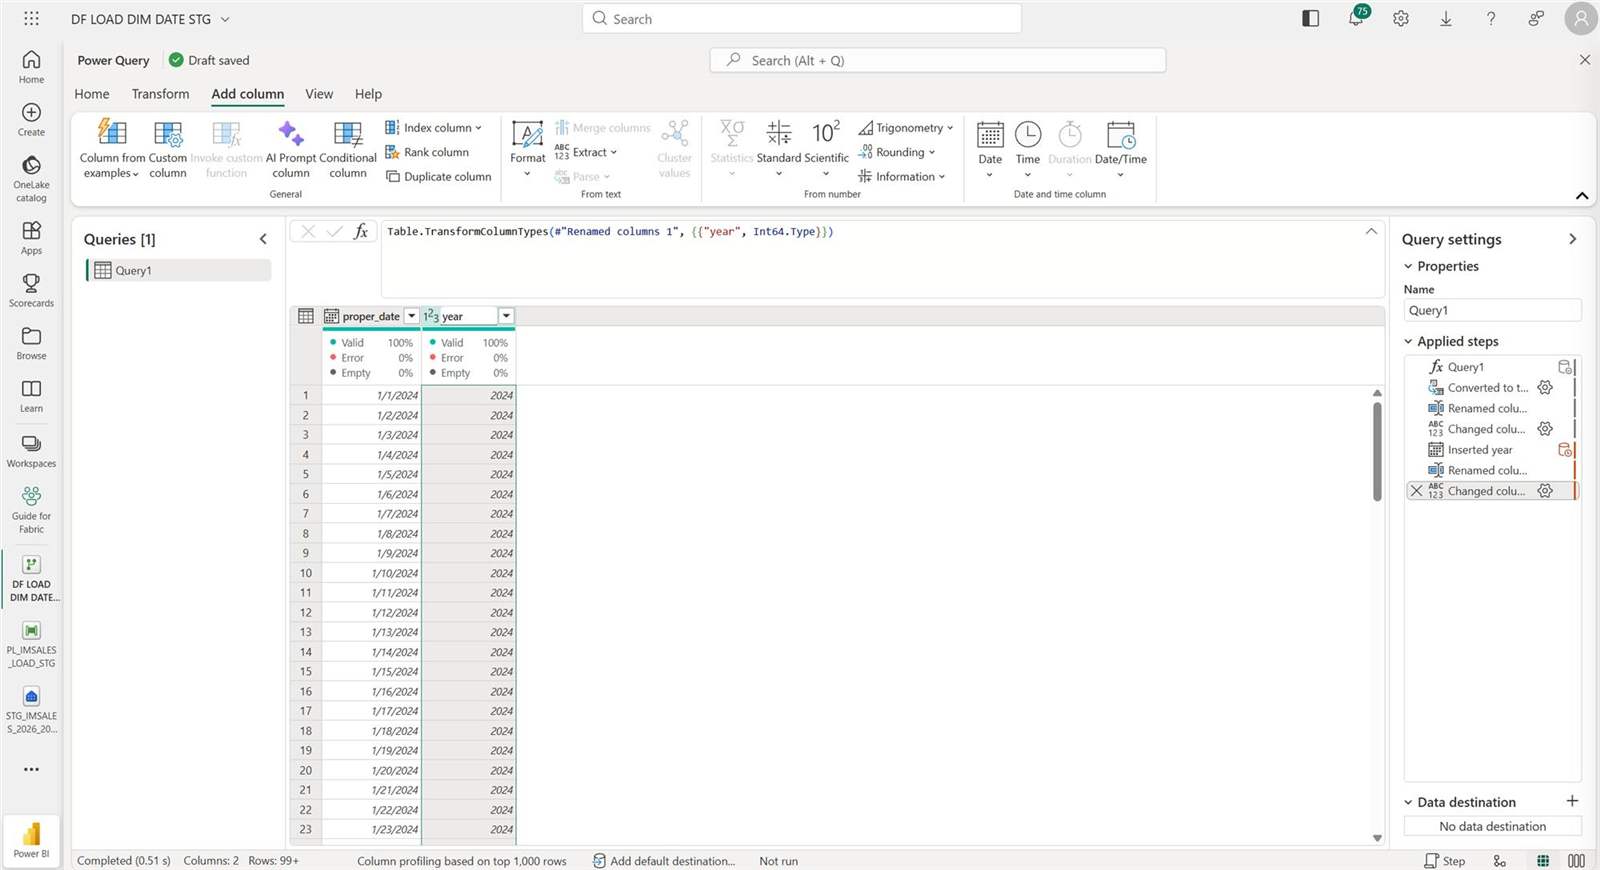 DF LOAD DIM DATE STG
Search
75
Power Query
Draft saved
Search (Alt + Q)
Home
Transform
Add column
View
Help
Column from examples
Custom column
Invoke custom function
AI Prompt column
Conditional column
Index column
Rank column
Duplicate column
General
Format
Merge columns
ABC 123 Extract
abc Parse
Cluster values
From text
Statistics
Standard
10² Scientific
Trigonometry
Rounding
Information
From number
Date
Time
Duration
Date/Time
Date and time column
Home
Create
OneLake catalog
Apps
Scorecards
Browse
Learn
Workspaces
Guide for Fabric
DF LOAD DIM DATE...
PL_IMSALES_LOAD_STG
STG_IMSALES_2026_20...
Power BI
Queries [1]
Query1
fx
Table.TransformColumnTypes(#"Renamed columns 1", {{"year", Int64.Type}})
proper_date
1²3 year
Valid 100% Valid 100%
Error 0% Error 0%
Empty 0% Empty 0%
1 1/1/2024 2024
2 1/2/2024 2024
3 1/3/2024 2024
4 1/4/2024 2024
5 1/5/2024 2024
6 1/6/2024 2024
7 1/7/2024 2024
8 1/8/2024 2024
9 1/9/2024 2024
10 1/10/2024 2024
11 1/11/2024 2024
12 1/12/2024 2024
13 1/13/2024 2024
14 1/14/2024 2024
15 1/15/2024 2024
16 1/16/2024 2024
17 1/17/2024 2024
18 1/18/2024 2024
19 1/19/2024 2024
20 1/20/2024 2024
21 1/21/2024 2024
22 1/22/2024 2024
23 1/23/2024 2024
Query settings
Properties
Name
Query1
Applied steps
fx Query1
Converted to t...
Renamed colu...
ABC 123 Changed colu...
Inserted year
Renamed colu...
ABC 123 Changed colu...
Data destination
No data destination
Completed (0.51 s) Columns: 2 Rows: 99+
Column profiling based on top 1,000 rows
Add default destination...
Not run
Step